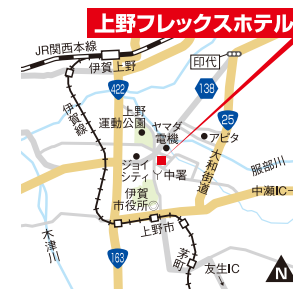 上野フレックスホテル
JR関西本線
伊賀上野
印代
422
138
伊賀線
上野
運動公園
ヤマダ
電機
25
アピタ
ジョイ
シティ
中署
大和街道
服部川
中瀬IC
伊賀
市役所
上野市
木津川
163
茅町
友生IC
N